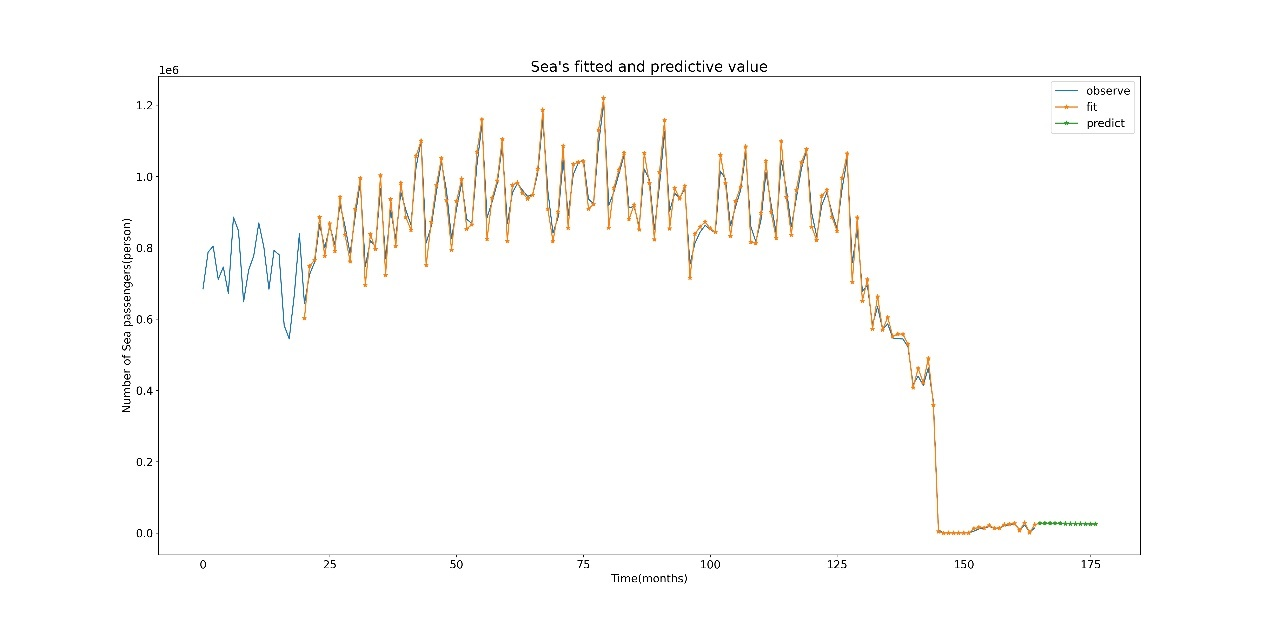 Sea's fitted and predictive value
1e6
observe
fit
predict
1.2
1.0
0.8
0.6
0.4
0.2
0.0
Number of Sea passengers(person)
0 25 50 75 100 125 150 175
Time(months)